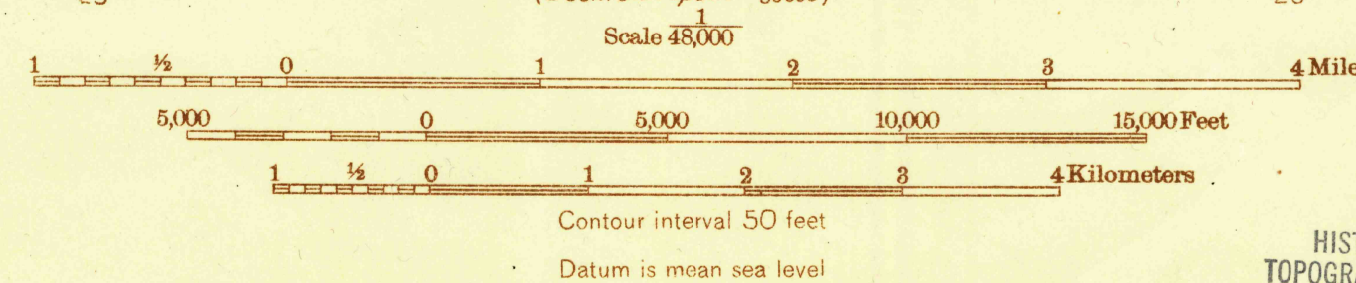 Scale 1/48,000
1 ½ 0 1 2 3 4 Mile
5,000 0 5,000 10,000 15,000 Feet
1 ½ 0 1 2 3 4 Kilometers
Contour interval 50 feet
Datum is mean sea level
HIST
TOPOGRA